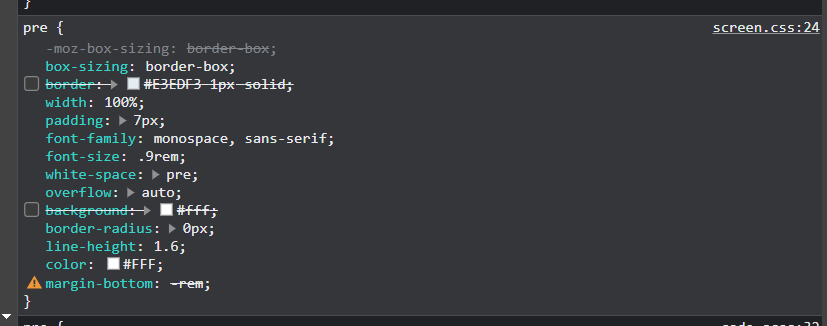 }
pre {
screen.css:24
-moz-box-sizing: border-box;
box-sizing: border-box;
border: #E3EDF3 1px solid;
width: 100%;
padding: 7px;
font-family: monospace, sans-serif;
font-size: .9rem;
white-space: pre;
overflow: auto;
background: #fff;
border-radius: 0px;
line-height: 1.6;
color: #FFF;
margin-bottom: -rem;
}
pre {